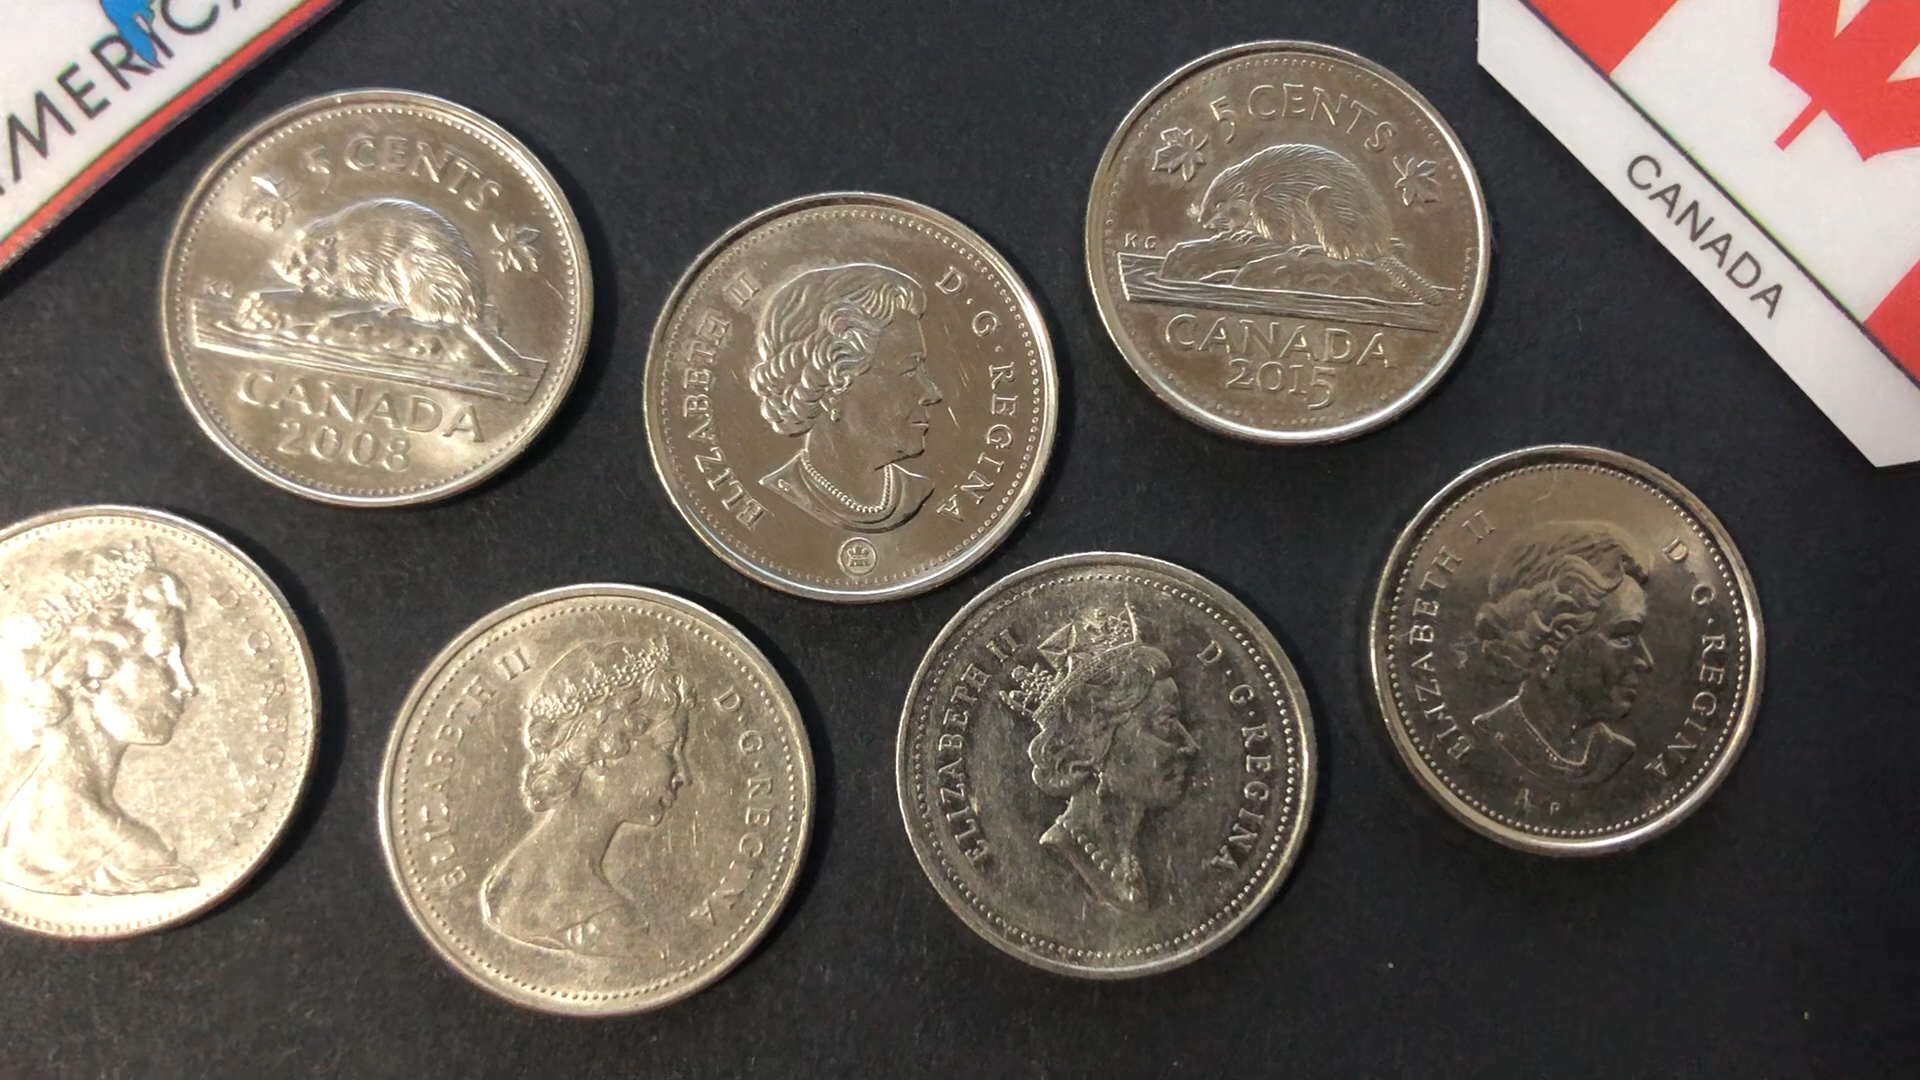 AMERICA
5 CENTS
CANADA
2008
ELIZABETH II D·G·REGINA
5 CENTS
KG
CANADA
2015
CANADA
D·G·REGINA
ELIZABETH II D·G·REGINA
ELIZABETH II D·G·REGINA
ELIZABETH II D·G·REGINA